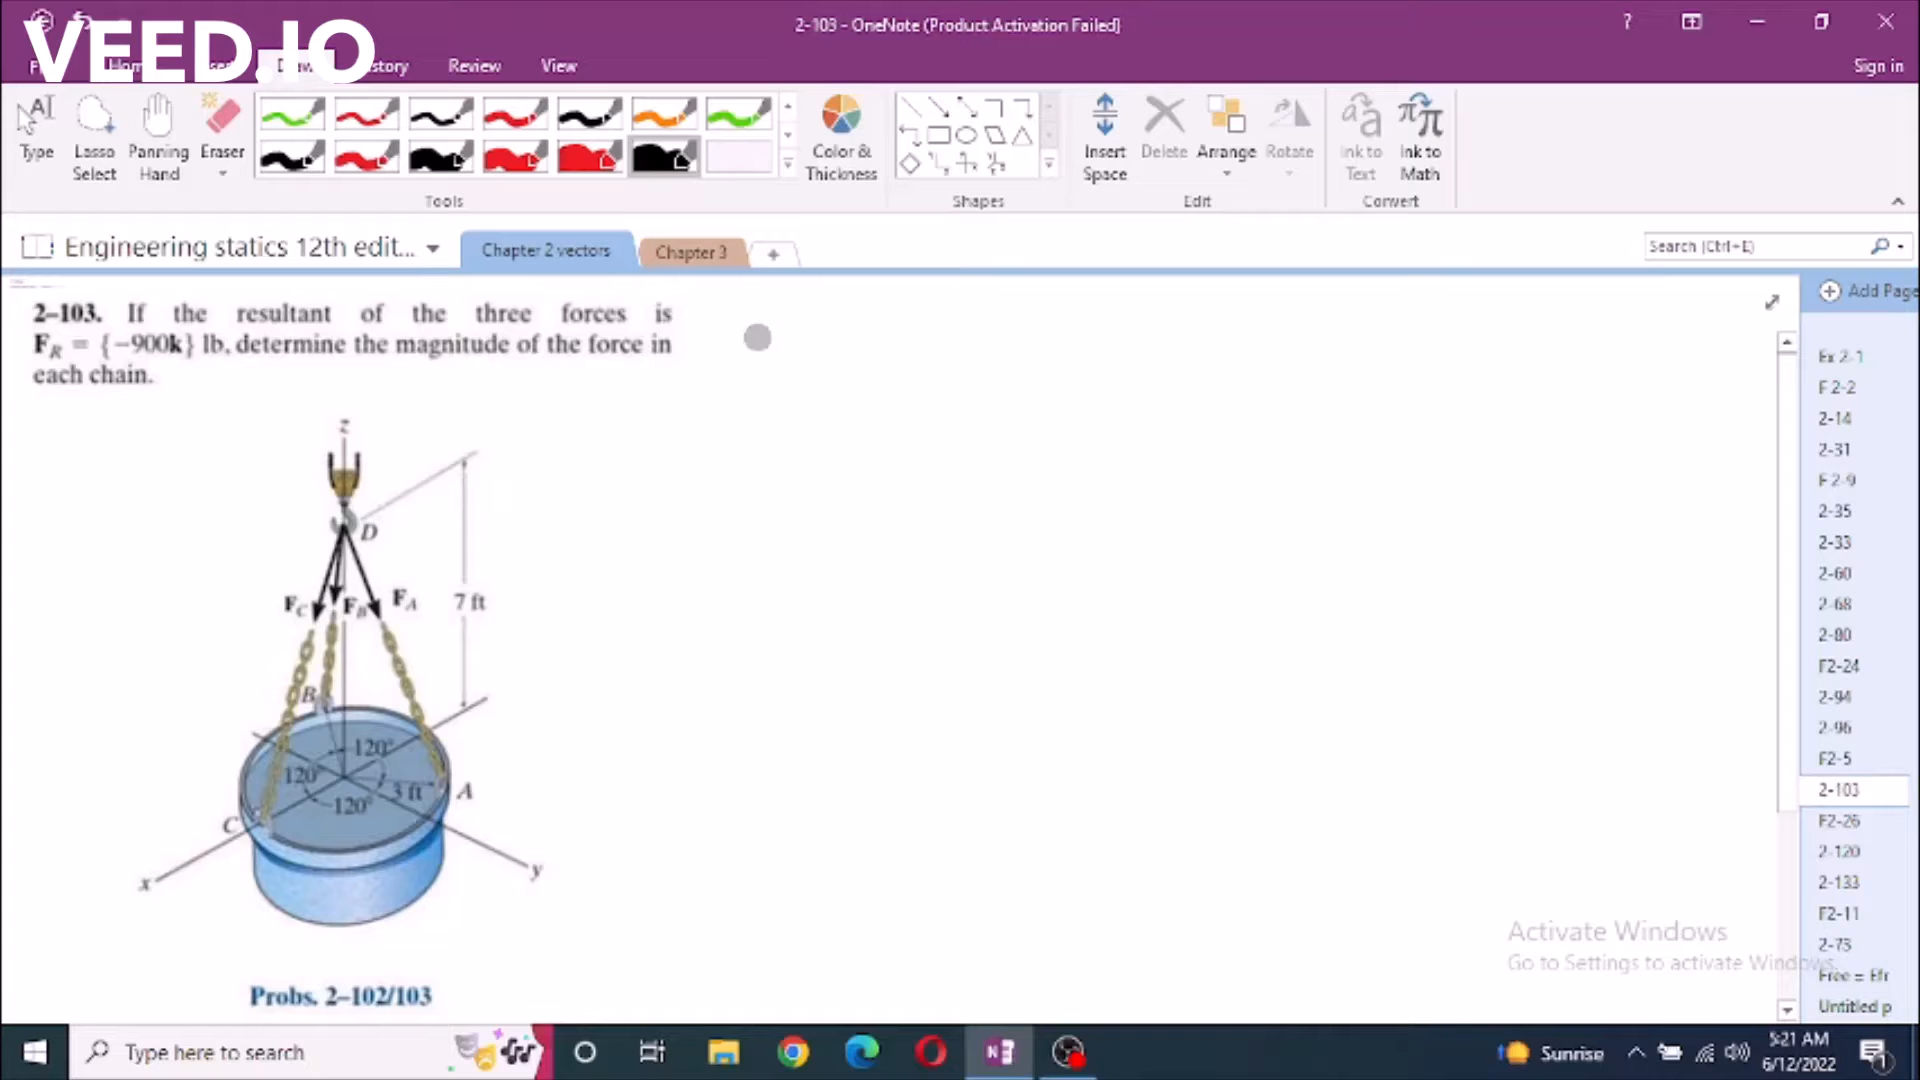 VEED.IO
2-103 - OneNote (Product Activation Failed)
?
Review
View
Sign in
Type
Lasso Select
Panning Hand
Eraser
Color & Thickness
Insert Space
Delete
Arrange
Rotate
Ink to Text
Ink to Math
Tools
Shapes
Edit
Convert
Engineering statics 12th edit...
Chapter 2 vectors
Chapter 3
+
Search (Ctrl+E)
Add Page
2–103. If the resultant of the three forces is
F_R = {−900k} lb, determine the magnitude of the force in
each chain.
z
D
F_C
F_B
F_A
7 ft
B
120°
120°
120°
3 ft
A
C
x
y
Probs. 2–102/103
Ex 2-1
F 2-2
2-14
2-31
F 2-9
2-35
2-33
2-60
2-68
2-80
F2-24
2-94
2-96
F2-5
2-103
F2-26
2-120
2-133
F2-11
2-73
Untitled p
Activate Windows
Go to Settings to activate Windows.
Type here to search
Sunrise
5:21 AM
6/12/2022